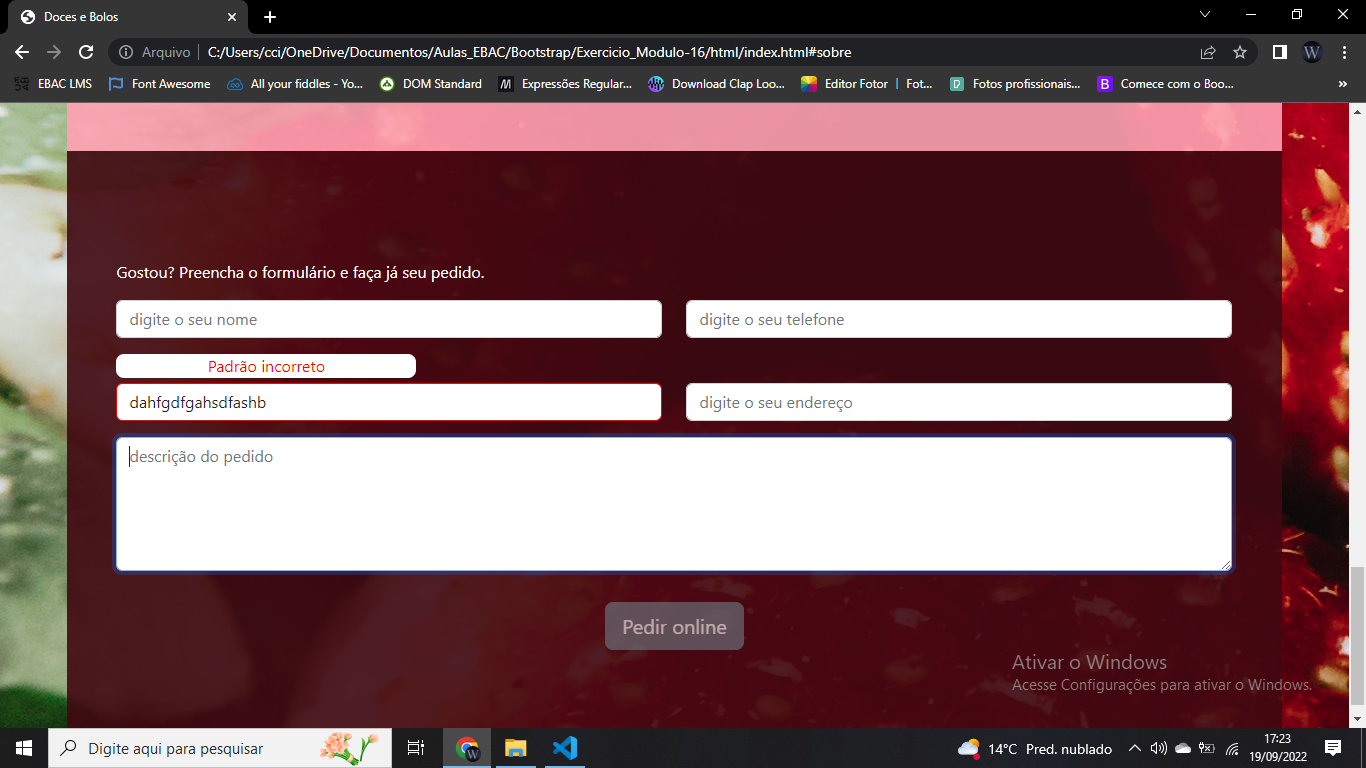 Doces e Bolos
Arquivo | C:/Users/cci/OneDrive/Documentos/Aulas_EBAC/Bootstrap/Exercicio_Modulo-16/html/index.html#sobre W
EBAC LMS Font Awesome All your fiddles - Yo... DOM Standard M Expressões Regular... Download Clap Loo... Editor Fotor | Fot... D Fotos profissionais... B Comece com o Boo... »
Gostou? Preencha o formulário e faça já seu pedido.
digite o seu nome
digite o seu telefone
Padrão incorreto
dahfgdfgahsdfashb
digite o seu endereço
descrição do pedido
Pedir online
Ativar o Windows
Acesse Configurações para ativar o Windows.
Digite aqui para pesquisar
W
14°C Pred. nublado
17:23
19/09/2022